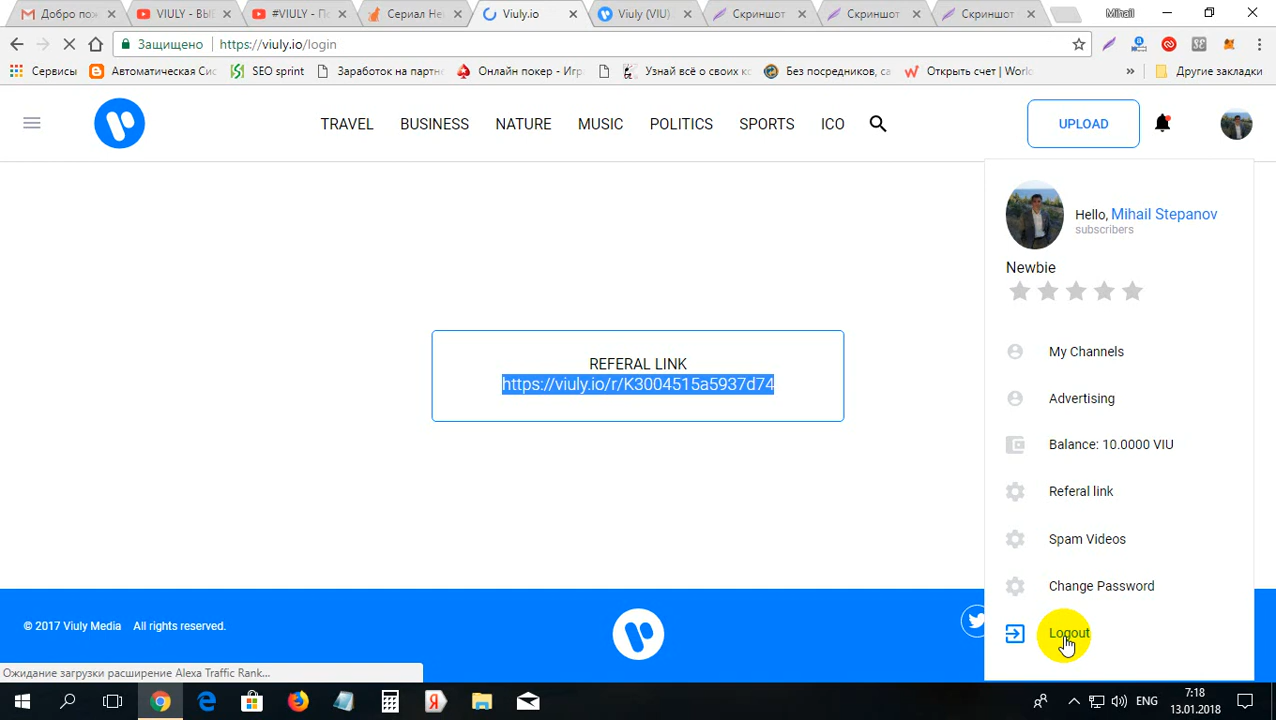 Добро пож
VIULY - ВЫЕ
#VIULY - По
Сериал Не
Viuly.io
Viuly (VIU)
Скриншот
Скриншот
Скриншот
Mihail
Защищено
https://viuly.io/login
Сервисы
Автоматическая Сис
SEO sprint
Заработок на партн
Онлайн покер - Игр
Узнай всё о своих кс
Без посредников, са
Открыть счет | Worl
»
Другие закладки
TRAVEL
BUSINESS
NATURE
MUSIC
POLITICS
SPORTS
ICO
UPLOAD
Hello, Mihail Stepanov
subscribers
Newbie
REFERAL LINK
https://viuly.io/r/K3004515a5937d74
My Channels
Advertising
Balance: 10.0000 VIU
Referal link
Spam Videos
Change Password
Logout
© 2017 Viuly Media
All rights reserved.
Ожидание загрузки расширение Alexa Traffic Rank...
ENG
7:18
13.01.2018